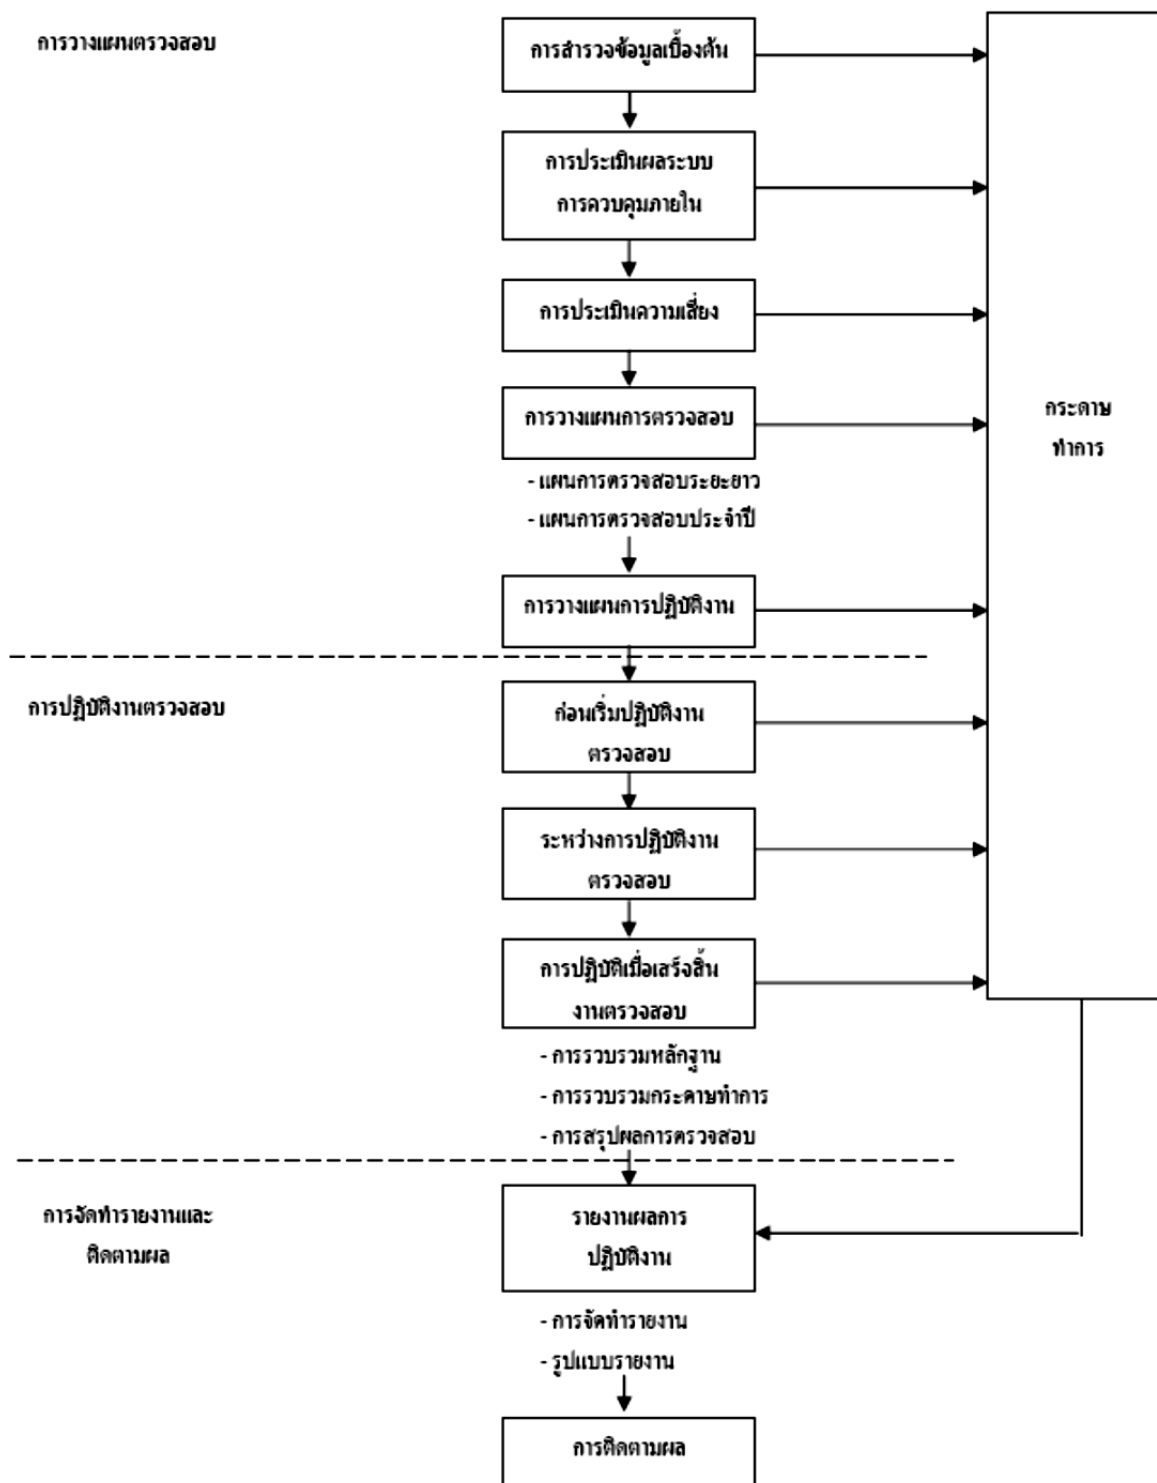 การวางแผนตรวจสอบ
การสำรวจข้อมูลเบื้องต้น
การประเมินผลระบบ
การควบคุมภายใน
การประเมินความเสี่ยง
การวางแผนการตรวจสอบ
- แผนการตรวจสอบระยะยาว
- แผนการตรวจสอบประจำปี
การวางแผนการปฏิบัติงาน
กระดาษ
ทำการ
การปฏิบัติงานตรวจสอบ
ก่อนเริ่มปฏิบัติงาน
ตรวจสอบ
ระหว่างการปฏิบัติงาน
ตรวจสอบ
การปฏิบัติเมื่อเสร็จสิ้น
งานตรวจสอบ
- การรวบรวมหลักฐาน
- การรวบรวมกระดาษทำการ
- การสรุปผลการตรวจสอบ
การจัดทำรายงานและ
ติดตามผล
รายงานผลการ
ปฏิบัติงาน
- การจัดทำรายงาน
- รูปแบบรายงาน
การติดตามผล